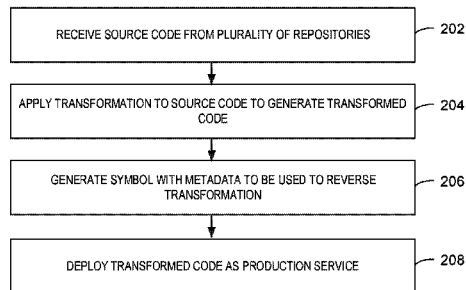 RECEIVE SOURCE CODE FROM PLURALITY OF REPOSITORIES
202
APPLY TRANSFORMATION TO SOURCE CODE TO GENERATE TRANSFORMED
CODE
204
GENERATE SYMBOL WITH METADATA TO BE USED TO REVERSE
TRANSFORMATION
206
DEPLOY TRANSFORMED CODE AS PRODUCTION SERVICE
208